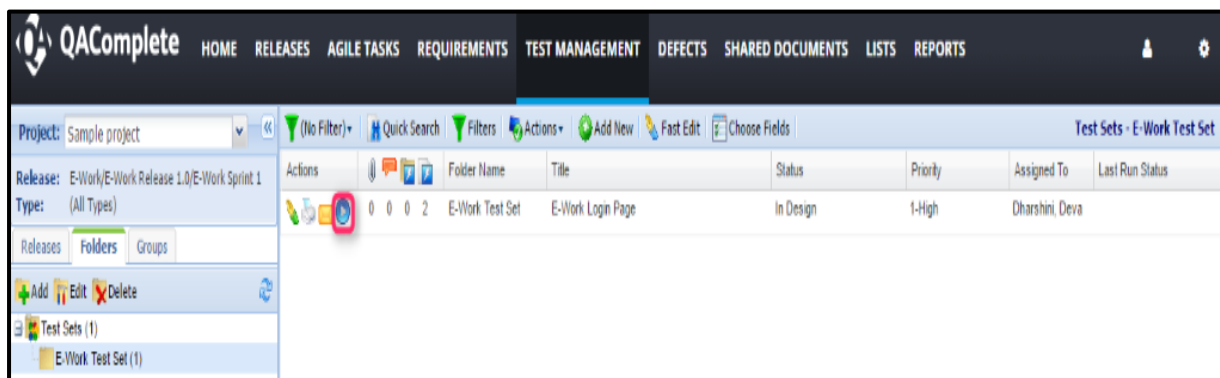 QAComplete HOME RELEASES AGILE TASKS REQUIREMENTS TEST MANAGEMENT DEFECTS SHARED DOCUMENTS LISTS REPORTS
Project: Sample project
(No Filter) Quick Search Filters Actions Add New Fast Edit Choose Fields Test Sets - E-Work Test Set
Release: E-Work/E-Work Release 1.0/E-Work Sprint 1
Type: (All Types)
Actions Folder Name Title Status Priority Assigned To Last Run Status
0 0 0 2 E-Work Test Set E-Work Login Page In Design 1-High Dharshini, Deva
Releases Folders Groups
Add Edit Delete
Test Sets (1)
E-Work Test Set (1)